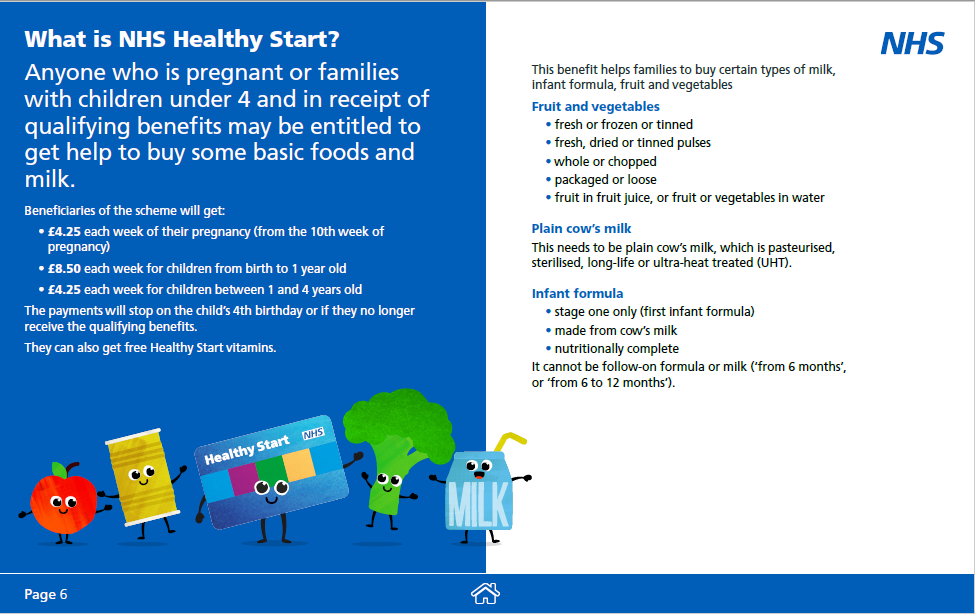 What is NHS Healthy Start?
Anyone who is pregnant or families
with children under 4 and in receipt of
qualifying benefits may be entitled to
get help to buy some basic foods and
milk.
Beneficiaries of the scheme will get:
• £4.25 each week of their pregnancy (from the 10th week of
pregnancy)
• £8.50 each week for children from birth to 1 year old
• £4.25 each week for children between 1 and 4 years old
The payments will stop on the child's 4th birthday or if they no longer
receive the qualifying benefits.
They can also get free Healthy Start vitamins.
Healthy Start
NHS
MILK
NHS
This benefit helps families to buy certain types of milk,
infant formula, fruit and vegetables
Fruit and vegetables
• fresh or frozen or tinned
• fresh, dried or tinned pulses
• whole or chopped
• packaged or loose
• fruit in fruit juice, or fruit or vegetables in water
Plain cow's milk
This needs to be plain cow's milk, which is pasteurised,
sterilised, long-life or ultra-heat treated (UHT).
Infant formula
• stage one only (first infant formula)
• made from cow's milk
• nutritionally complete
It cannot be follow-on formula or milk ('from 6 months',
or 'from 6 to 12 months').
Page 6